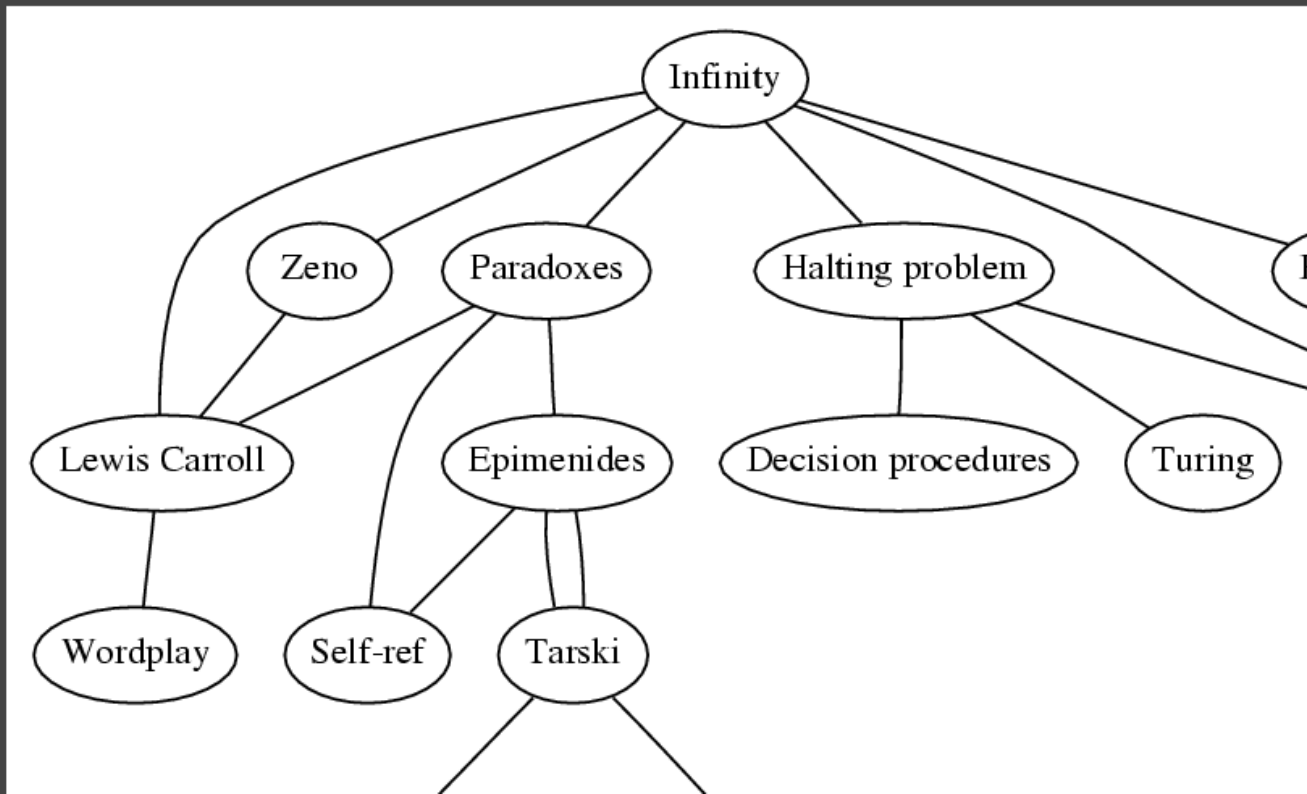 Infinity
Zeno
Paradoxes
Halting problem
Lewis Carroll
Epimenides
Decision procedures
Turing
Wordplay
Self-ref
Tarski